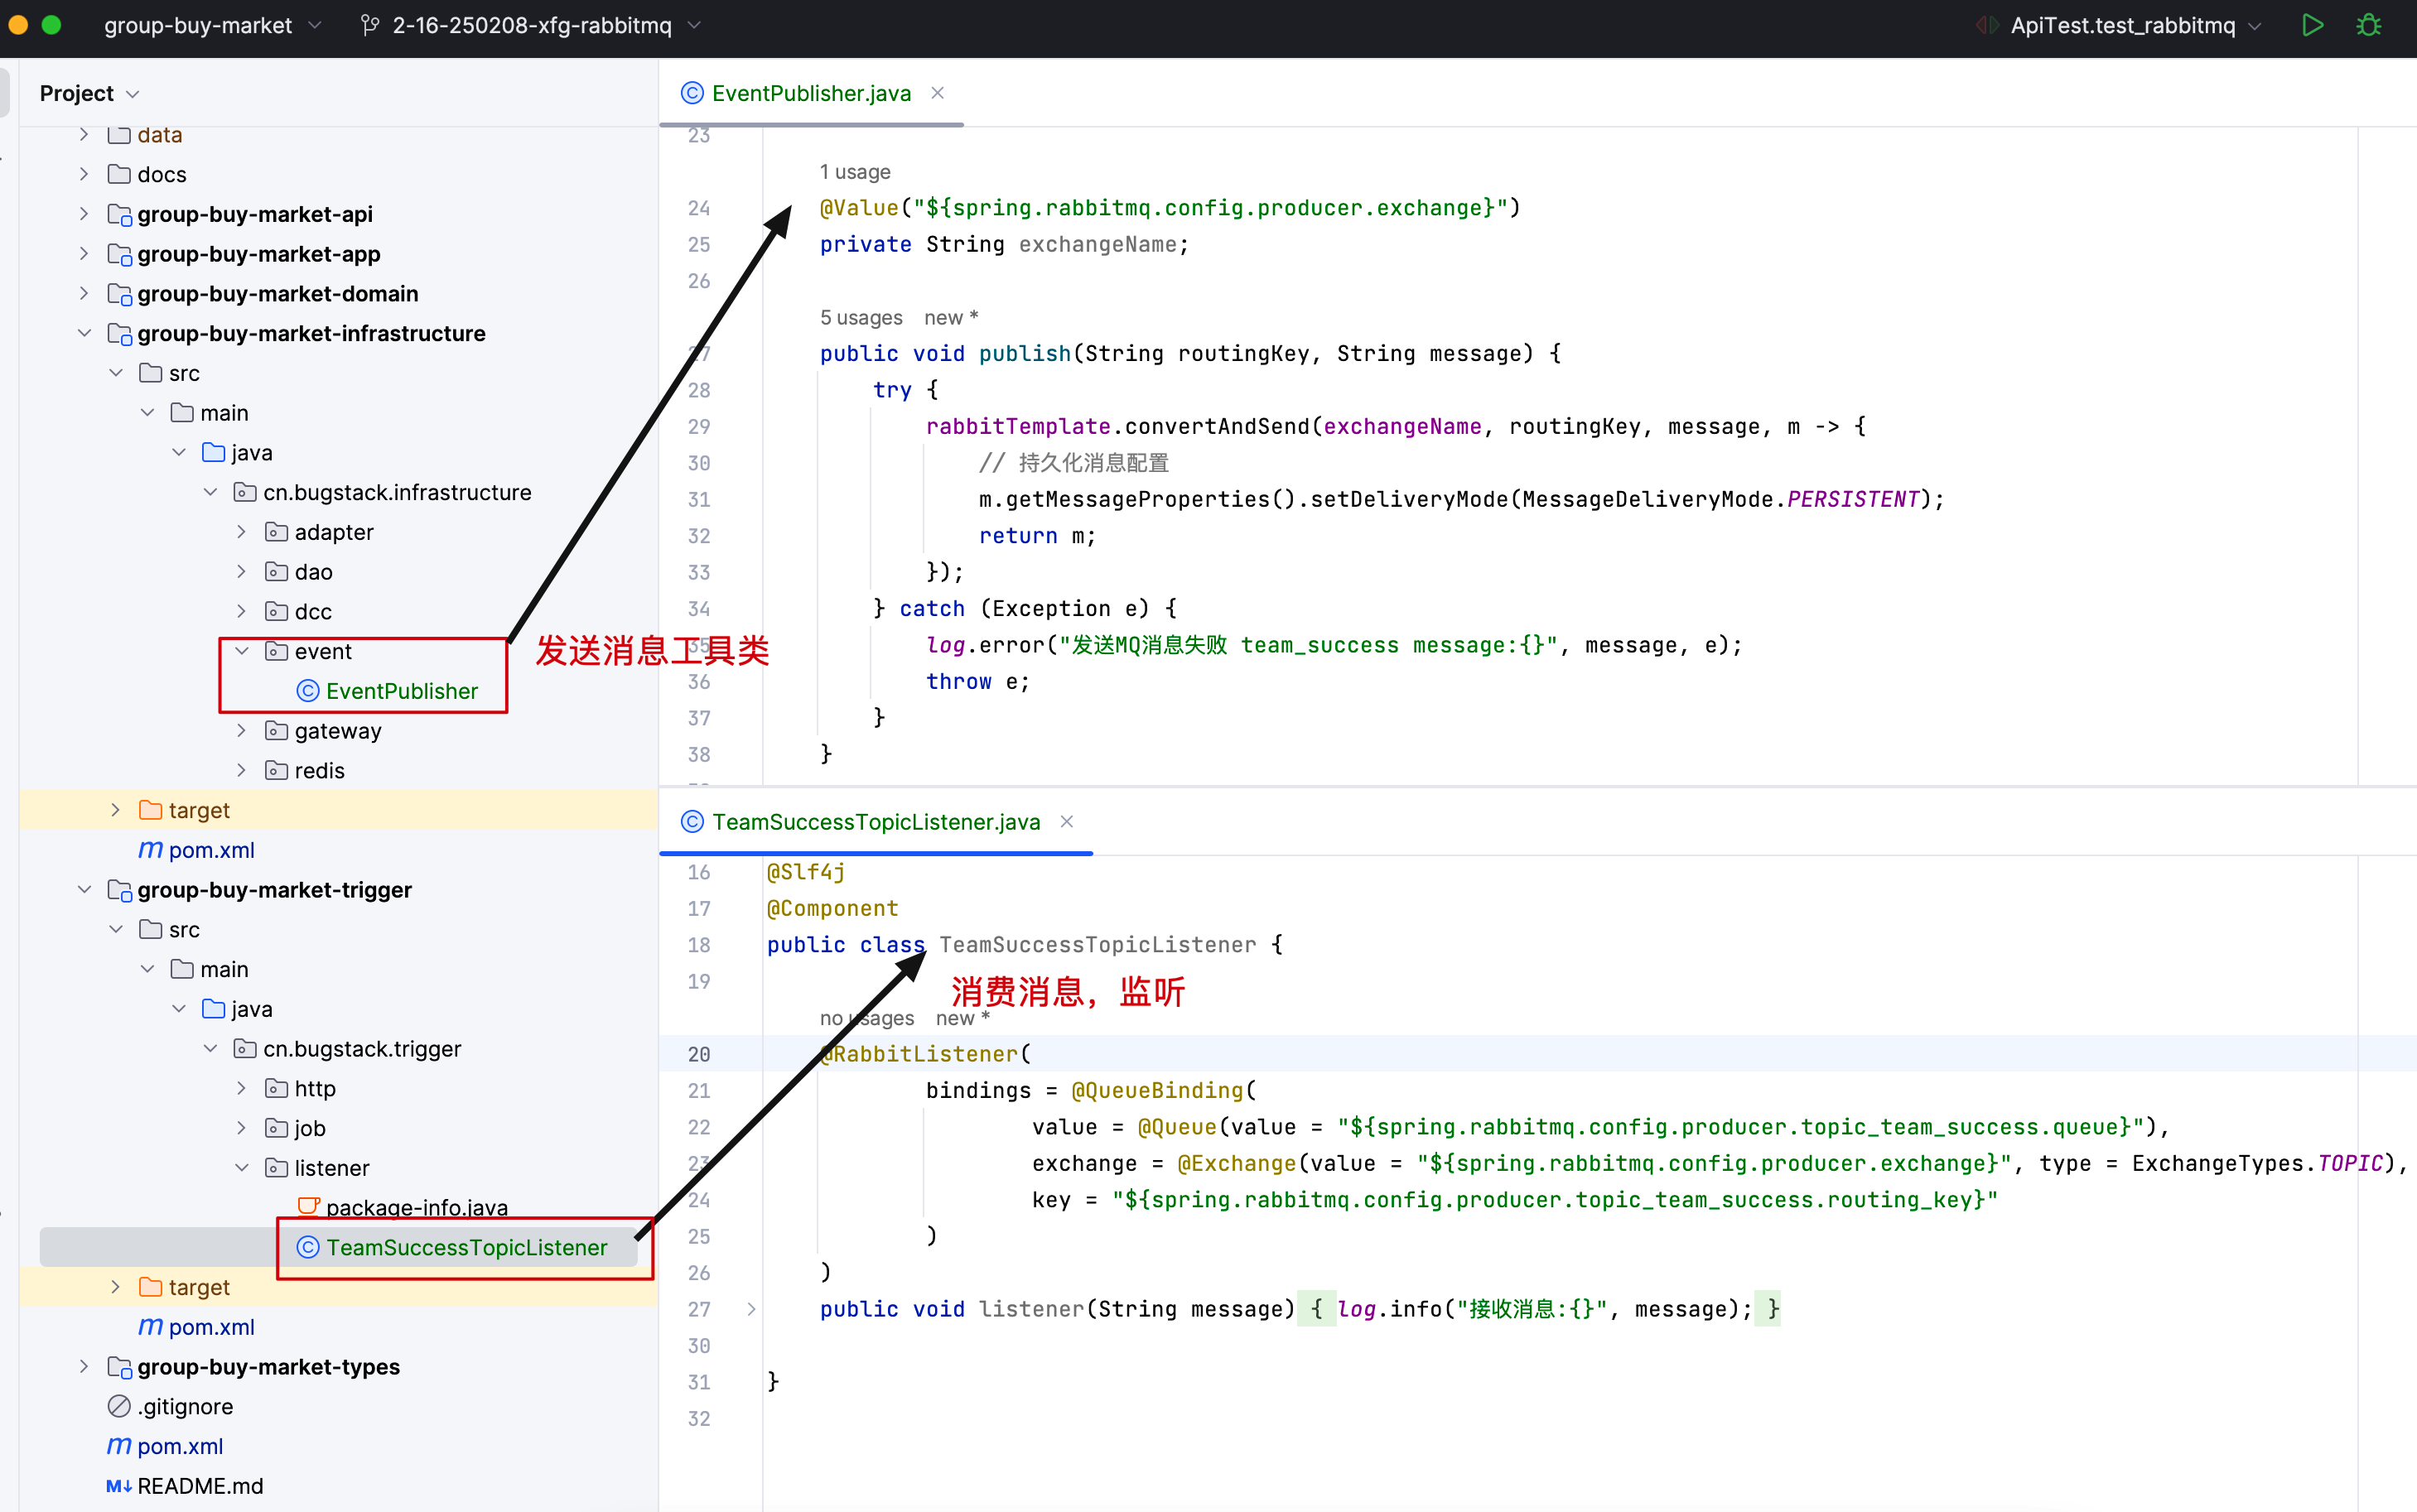 group-buy-market
2-16-250208-xfg-rabbitmq
ApiTest.test_rabbitmq
Project
data
docs
group-buy-market-api
group-buy-market-app
group-buy-market-domain
group-buy-market-infrastructure
src
main
java
cn.bugstack.infrastructure
adapter
dao
dcc
event
EventPublisher
gateway
redis
target
pom.xml
group-buy-market-trigger
src
main
java
cn.bugstack.trigger
http
job
listener
package-info.java
TeamSuccessTopicListener
target
pom.xml
group-buy-market-types
.gitignore
pom.xml
README.md
发送消息工具类
EventPublisher.java
23
1 usage
24 @Value("${spring.rabbitmq.config.producer.exchange}")
25 private String exchangeName;
26
5 usages new *
27 public void publish(String routingKey, String message) {
28 try {
29 rabbitTemplate.convertAndSend(exchangeName, routingKey, message, m -> {
30 // 持久化消息配置
31 m.getMessageProperties().setDeliveryMode(MessageDeliveryMode.PERSISTENT);
32 return m;
33 });
34 } catch (Exception e) {
35 log.error("发送MQ消息失败 team_success message:{}", message, e);
36 throw e;
37 }
38 }
TeamSuccessTopicListener.java
16 @Slf4j
17 @Component
18 public class TeamSuccessTopicListener {
19
消费消息，监听
no usages new *
20 @RabbitListener(
21 bindings = @QueueBinding(
22 value = @Queue(value = "${spring.rabbitmq.config.producer.topic_team_success.queue}"),
23 exchange = @Exchange(value = "${spring.rabbitmq.config.producer.exchange}", type = ExchangeTypes.TOPIC),
24 key = "${spring.rabbitmq.config.producer.topic_team_success.routing_key}"
25 )
26 )
27 public void listener(String message) { log.info("接收消息:{}", message); }
30
31 }
32